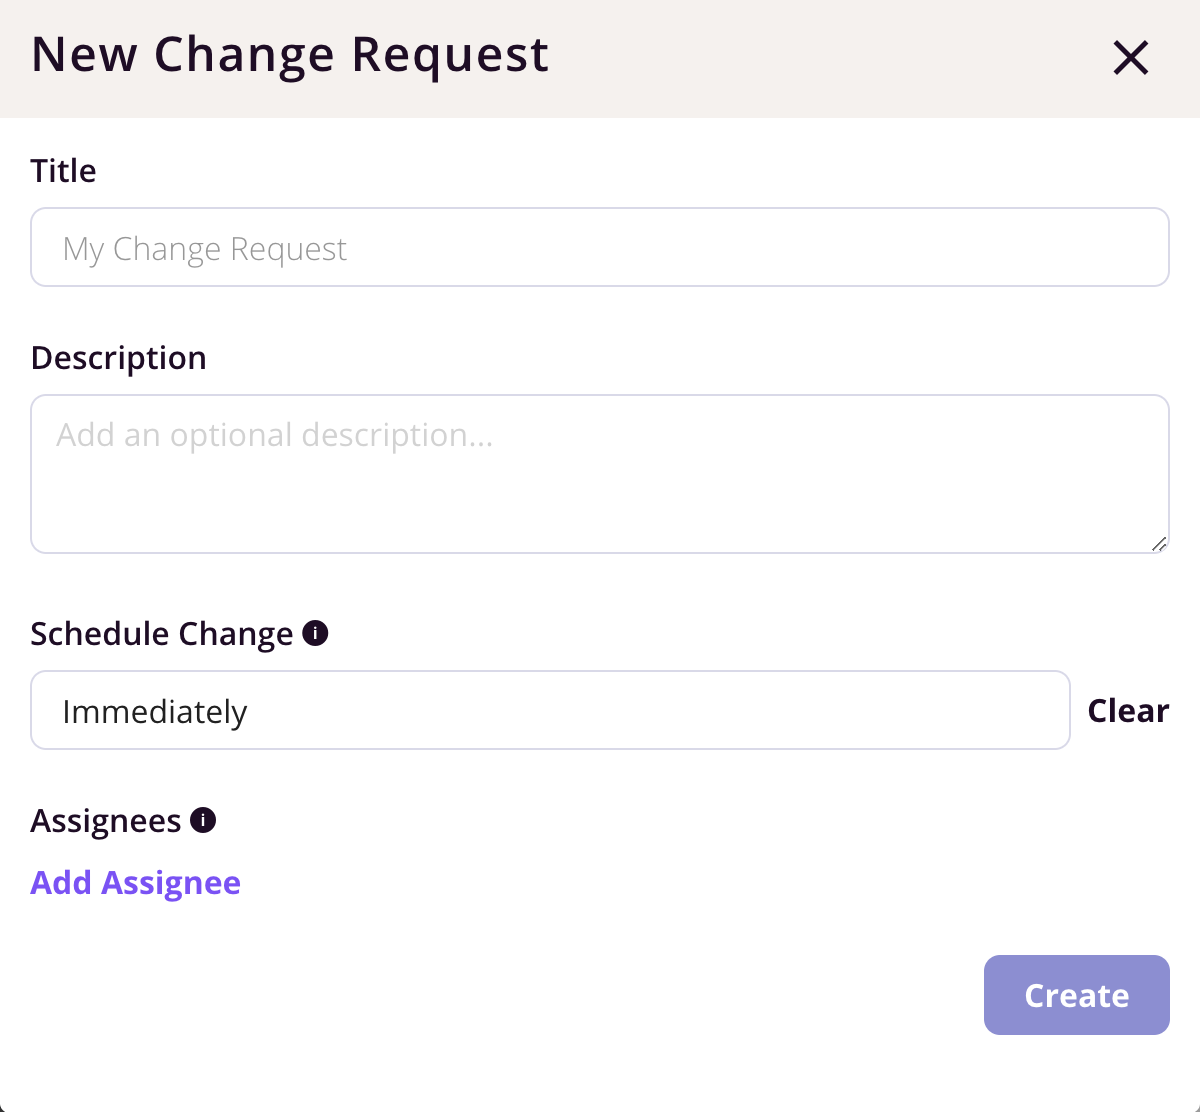 New Change Request
Title
My Change Request
Description
Add an optional description...
Schedule Change i
Immediately
Clear
Assignees i
Add Assignee
Create